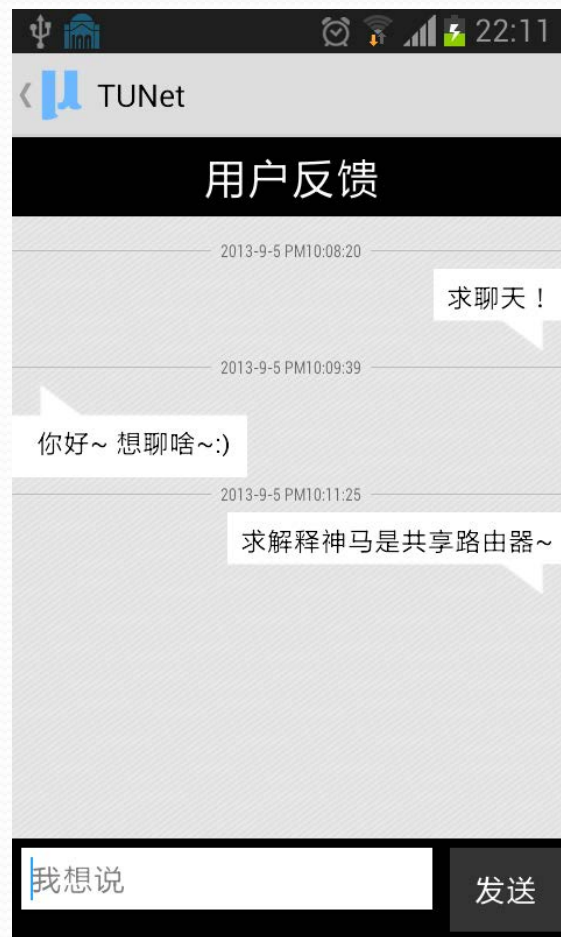 22:11
TUNet
用户反馈
2013-9-5 PM10:08:20
求聊天！
2013-9-5 PM10:09:39
你好~ 想聊啥~:)
2013-9-5 PM10:11:25
求解释神马是共享路由器~
我想说
发送